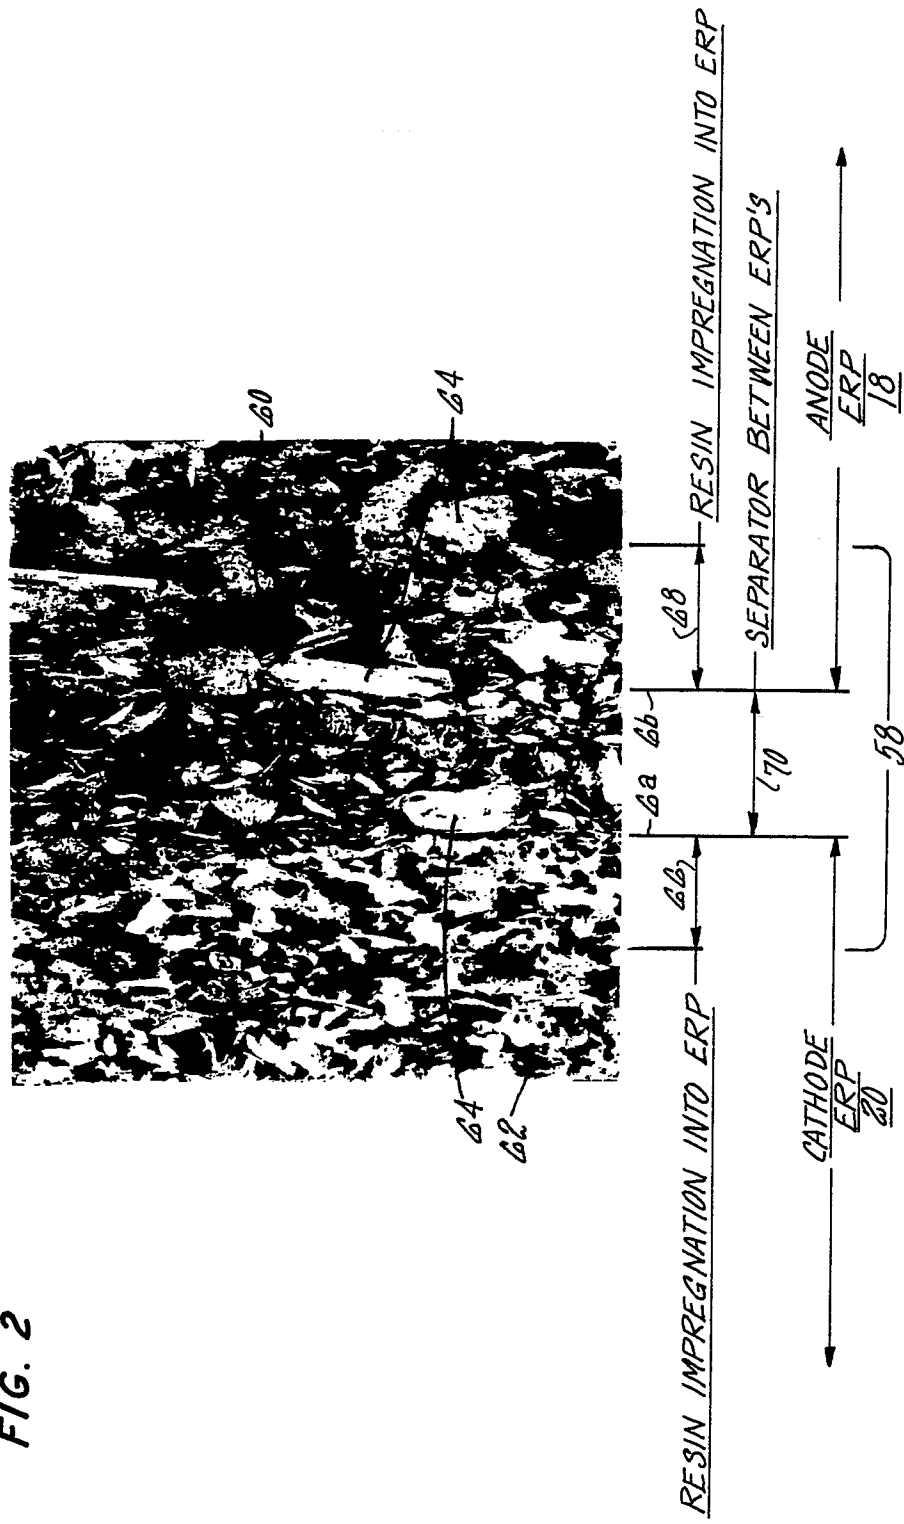 FIG. 2
60
64
64
62
6a
6b
66
68
RESIN IMPREGNATION INTO ERP
RESIN IMPREGNATION INTO ERP
70
SEPARATOR BETWEEN ERP'S
CATHODE
ERP
20
ANODE
ERP
18
58